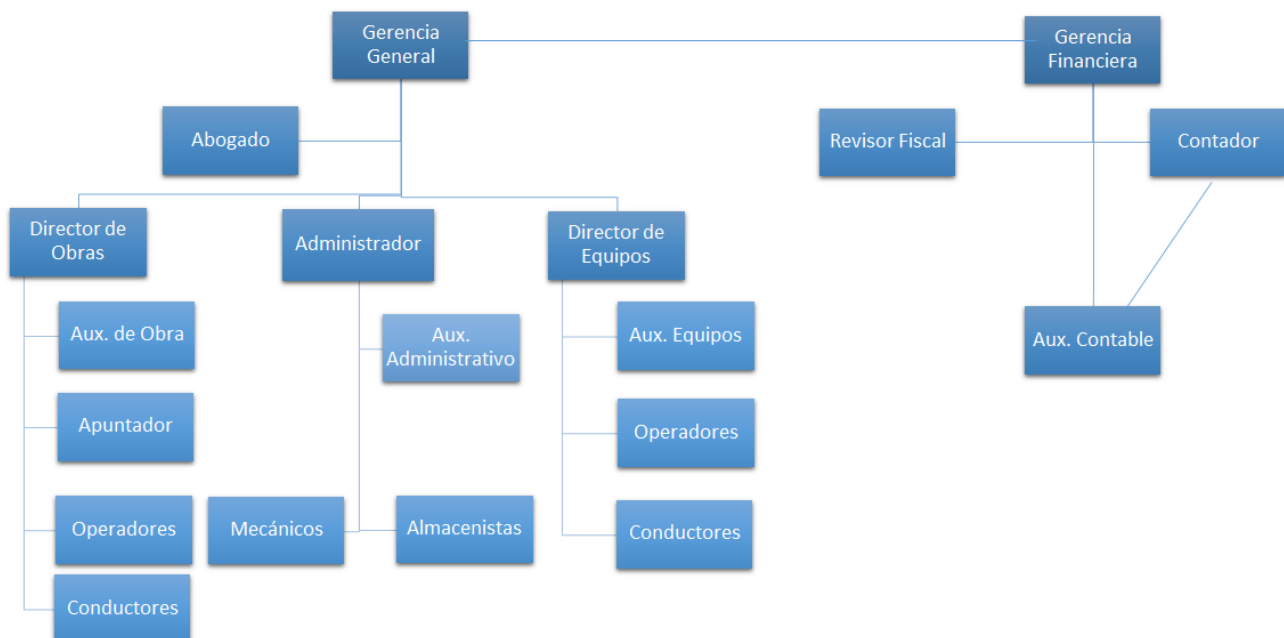 Gerencia
General
Gerencia
Financiera
Abogado
Revisor Fiscal
Contador
Director de
Obras
Administrador
Director de
Equipos
Aux. de Obra
Aux.
Administrativo
Aux. Equipos
Aux. Contable
Apuntador
Operadores
Operadores
Mecánicos
Almacenistas
Conductores
Conductores